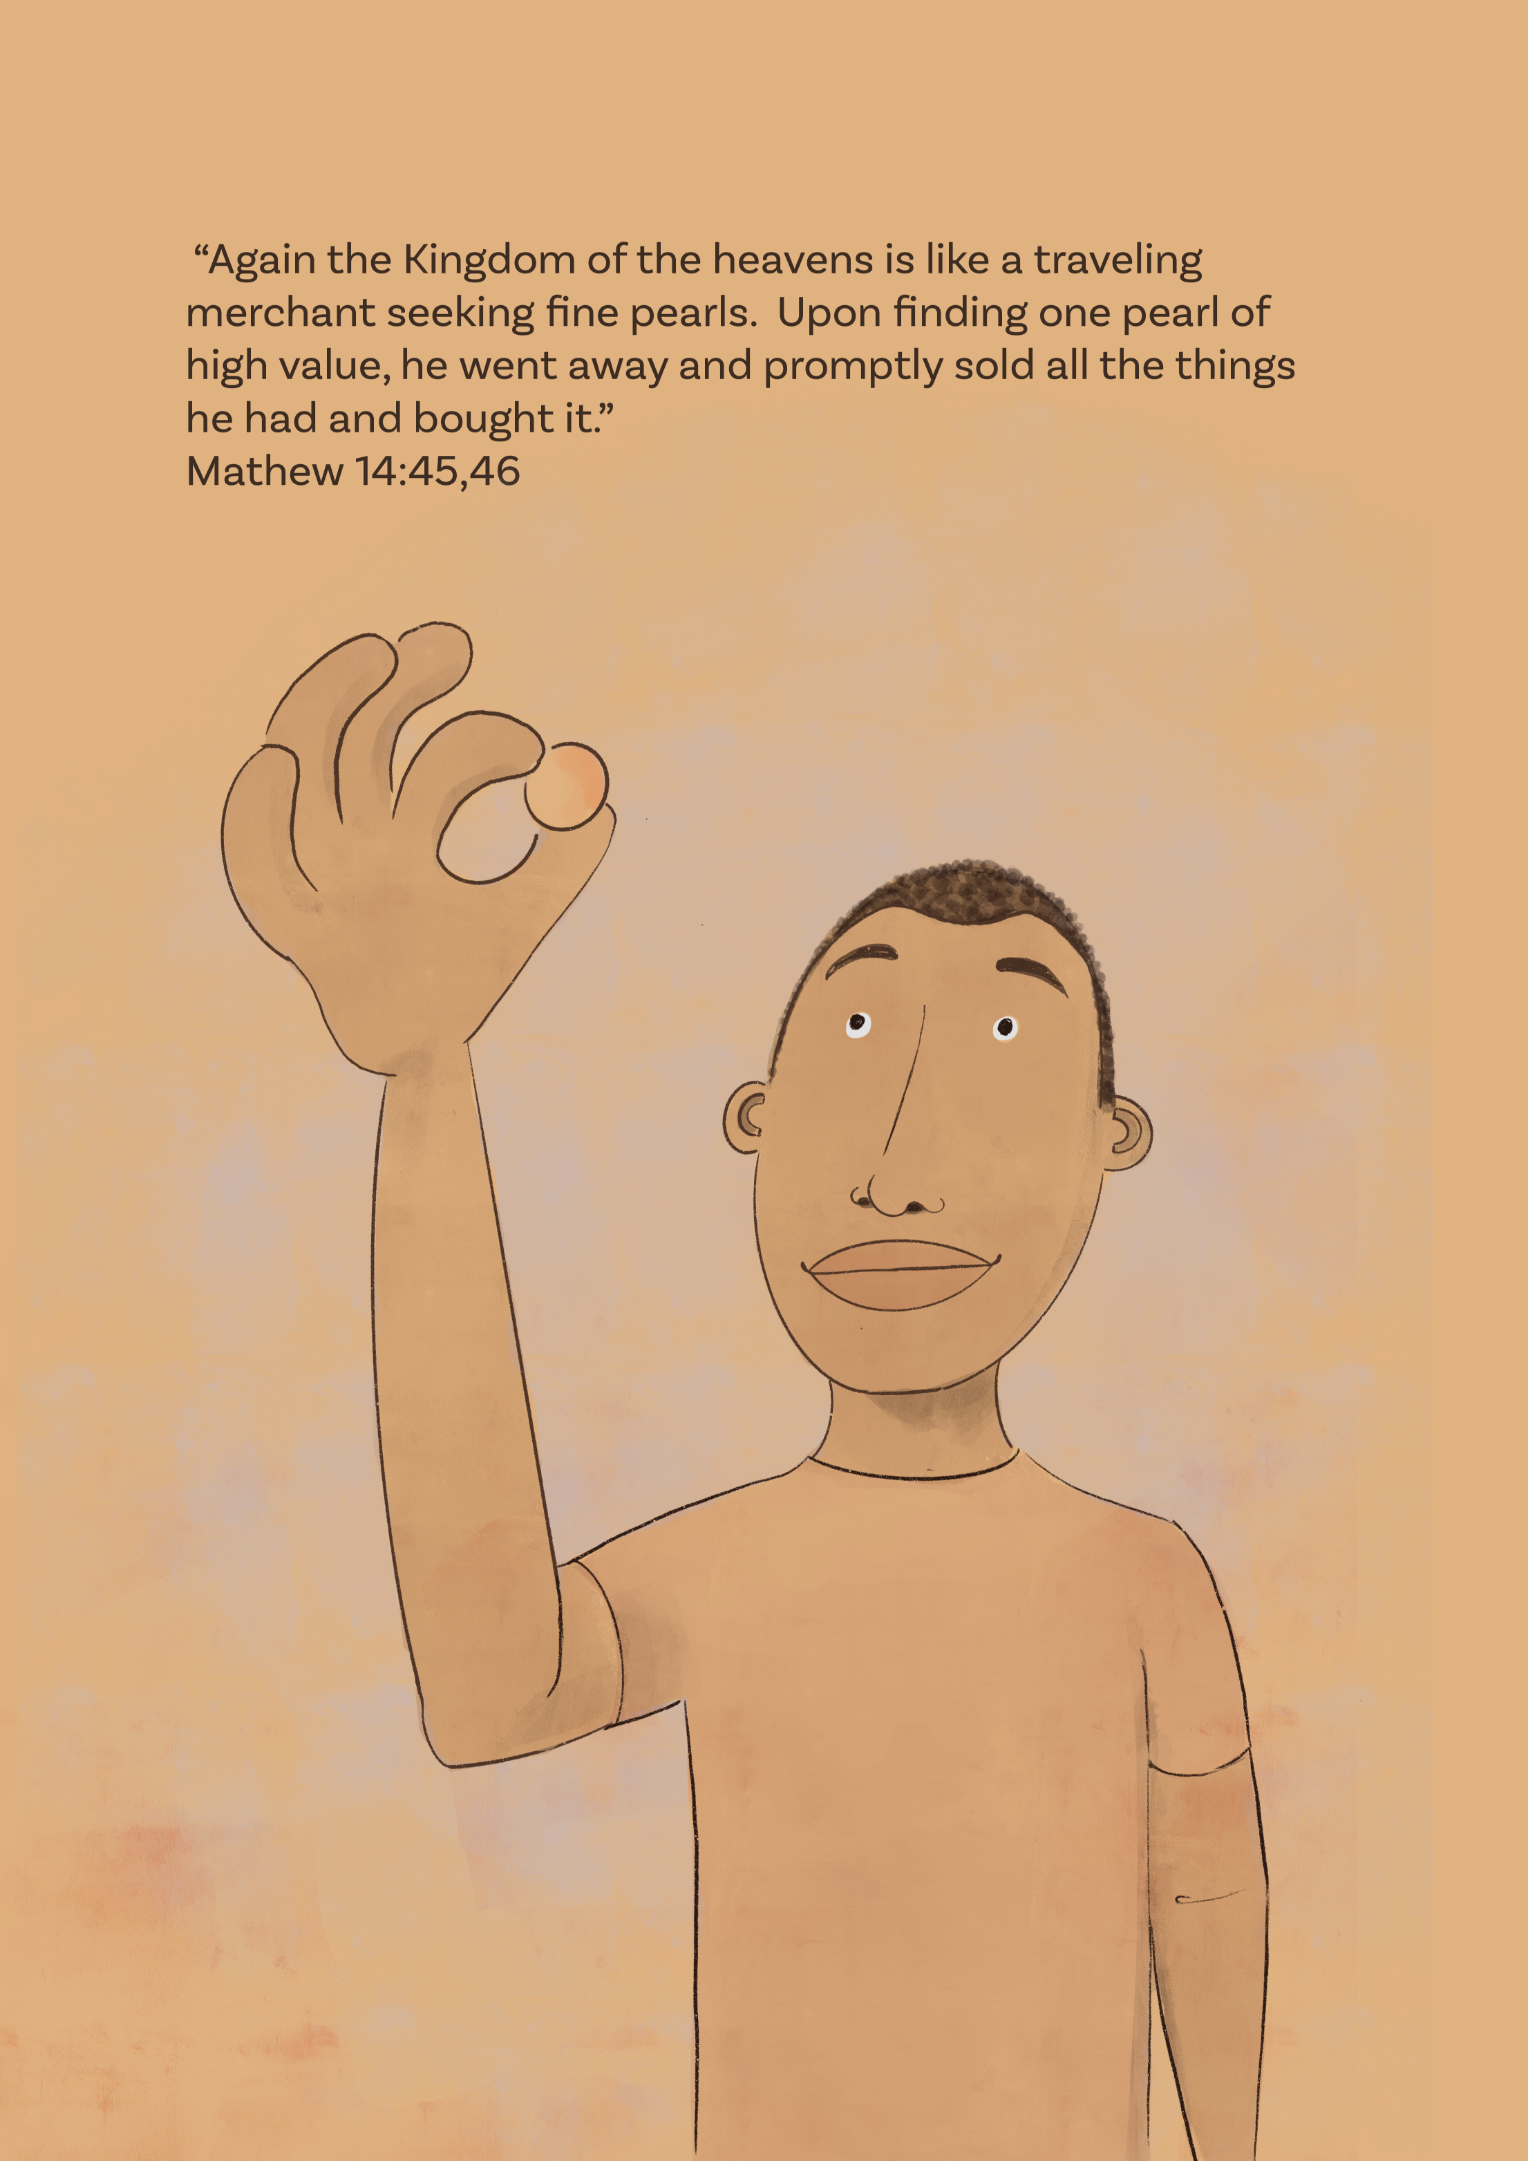 “Again the Kingdom of the heavens is like a traveling
merchant seeking fine pearls.  Upon finding one pearl of
high value, he went away and promptly sold all the things
he had and bought it.”
Mathew 14:45,46